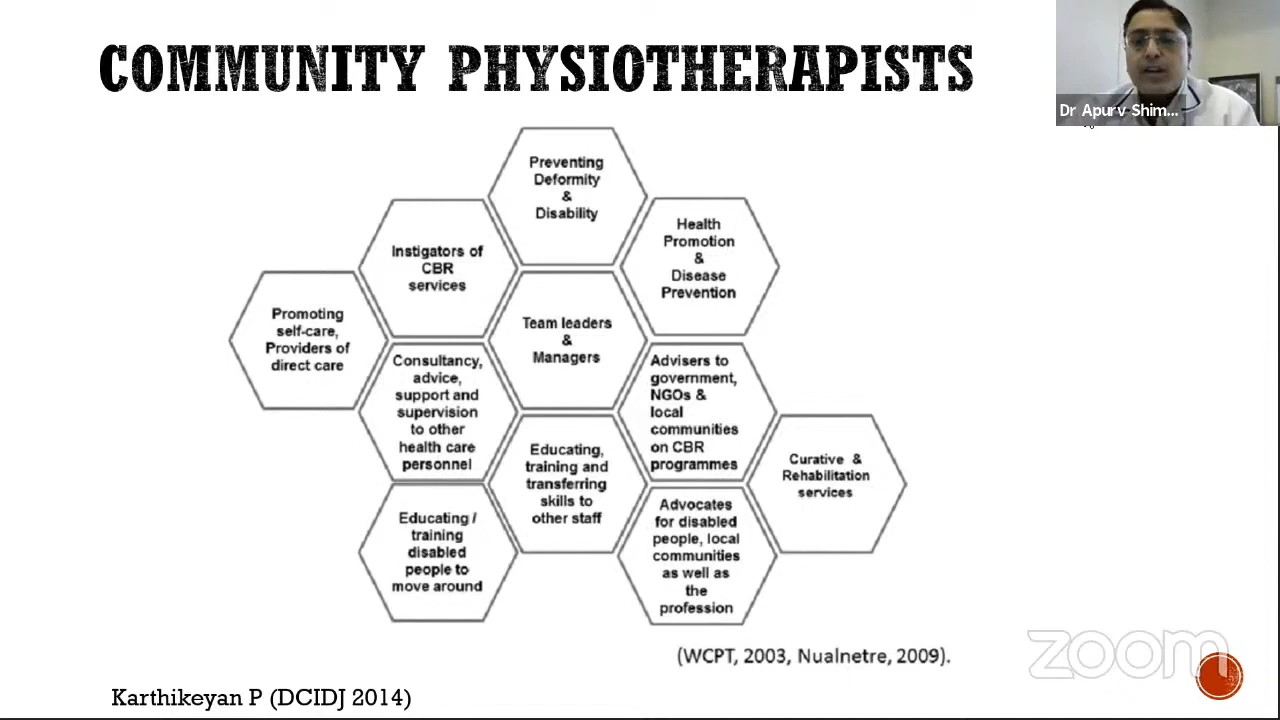 COMMUNITY PHYSIOTHERAPISTS
Dr Apurv Shim...
Preventing
Deformity
&
Disability
Health
Promotion
&
Disease
Prevention
Instigators of
CBR
services
Promoting
self-care,
Providers of
direct care
Team leaders
&
Managers
Consultancy,
advice,
support and
supervision
to other
health care
personnel
Advisers to
government,
NGOs &
local
communities
on CBR
programmes
Educating,
training and
transferring
skills to
other staff
Curative &
Rehabilitation
services
Educating /
training
disabled
people to
move around
Advocates
for disabled
people, local
communities
as well as
the
profession
(WCPT, 2003, Nualnetre, 2009).
zoom
Karthikeyan P (DCIDJ 2014)